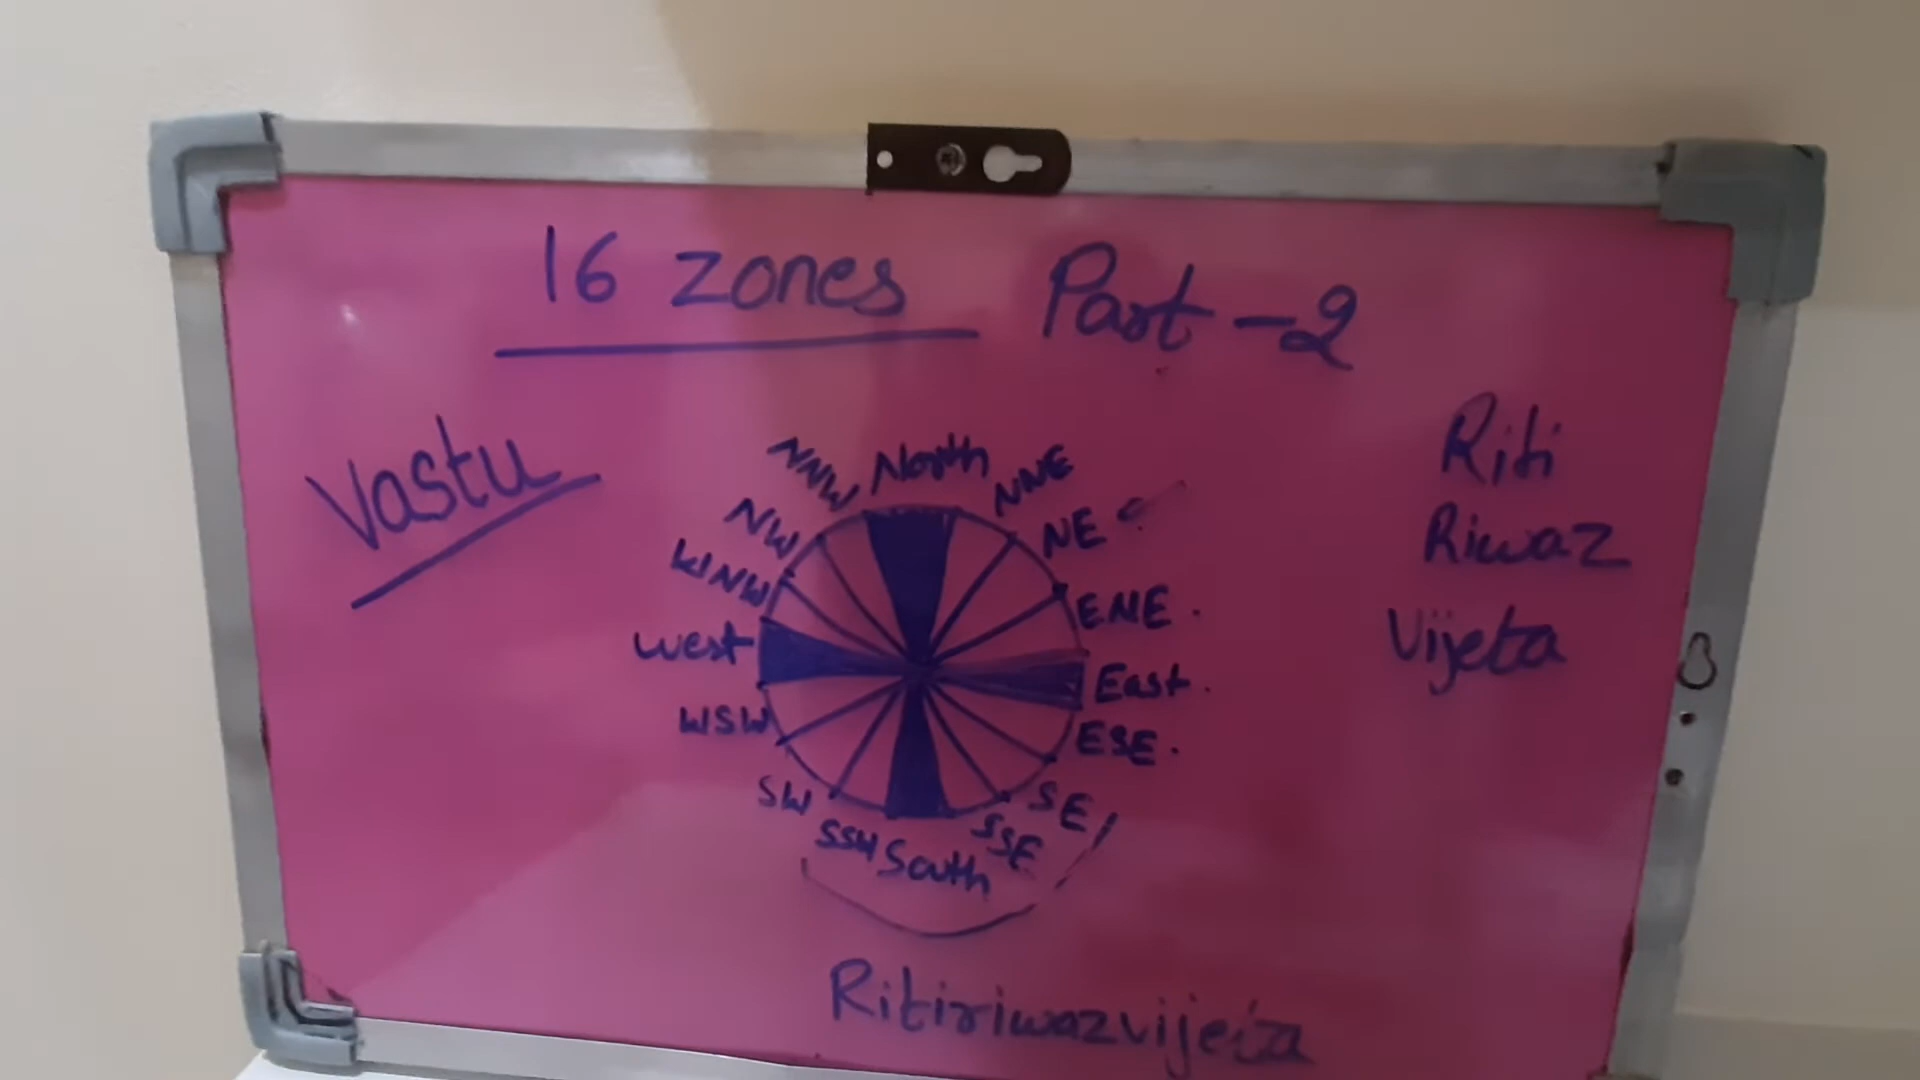 16 Zones Part-2
Vastu
North
NNE
NE
ENE.
East.
ESE.
SE
SSE
South
SSW
SW
WSW
West
WNW
NW
NNW
Riti
Riwaz
Vijeta
Ritiriwazvijeta